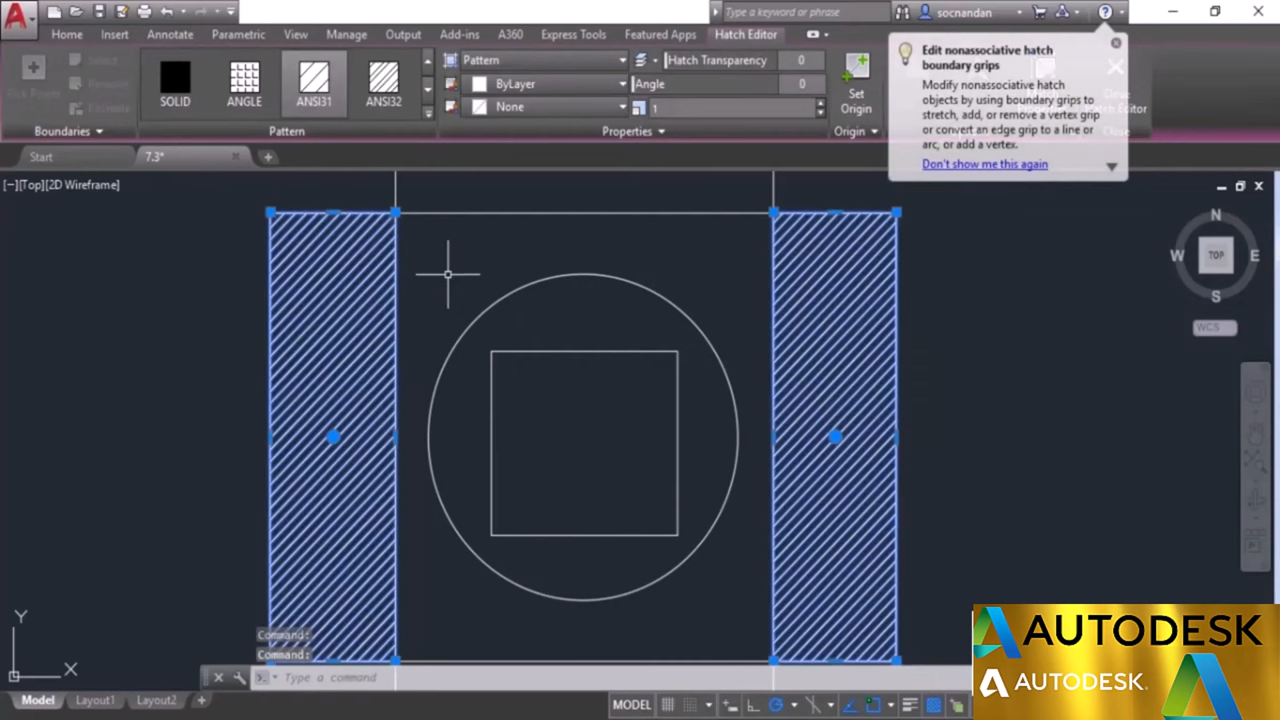 Type a keyword or phrase
socnandan
Home Insert Annotate Parametric View Manage Output Add-ins A360 Express Tools Featured Apps Hatch Editor
SOLID
ANGLE
ANSI31
ANSI32
Pattern
Hatch Transparency 0
ByLayer
Angle 0
None
1
Set
Origin
Boundaries
Pattern
Properties
Origin
Close
Edit nonassociative hatch
boundary grips
Modify nonassociative hatch
objects by using boundary grips to
stretch, add, or remove a vertex grip
or convert an edge grip to a line or
arc, or add a vertex.
Don't show me this again
Start
7.3*
[−][Top][2D Wireframe]
N
W
TOP
E
S
WCS
Y
X
Command:
Command:
Type a command
Model Layout1 Layout2
MODEL
AUTODESK
AUTODESK.